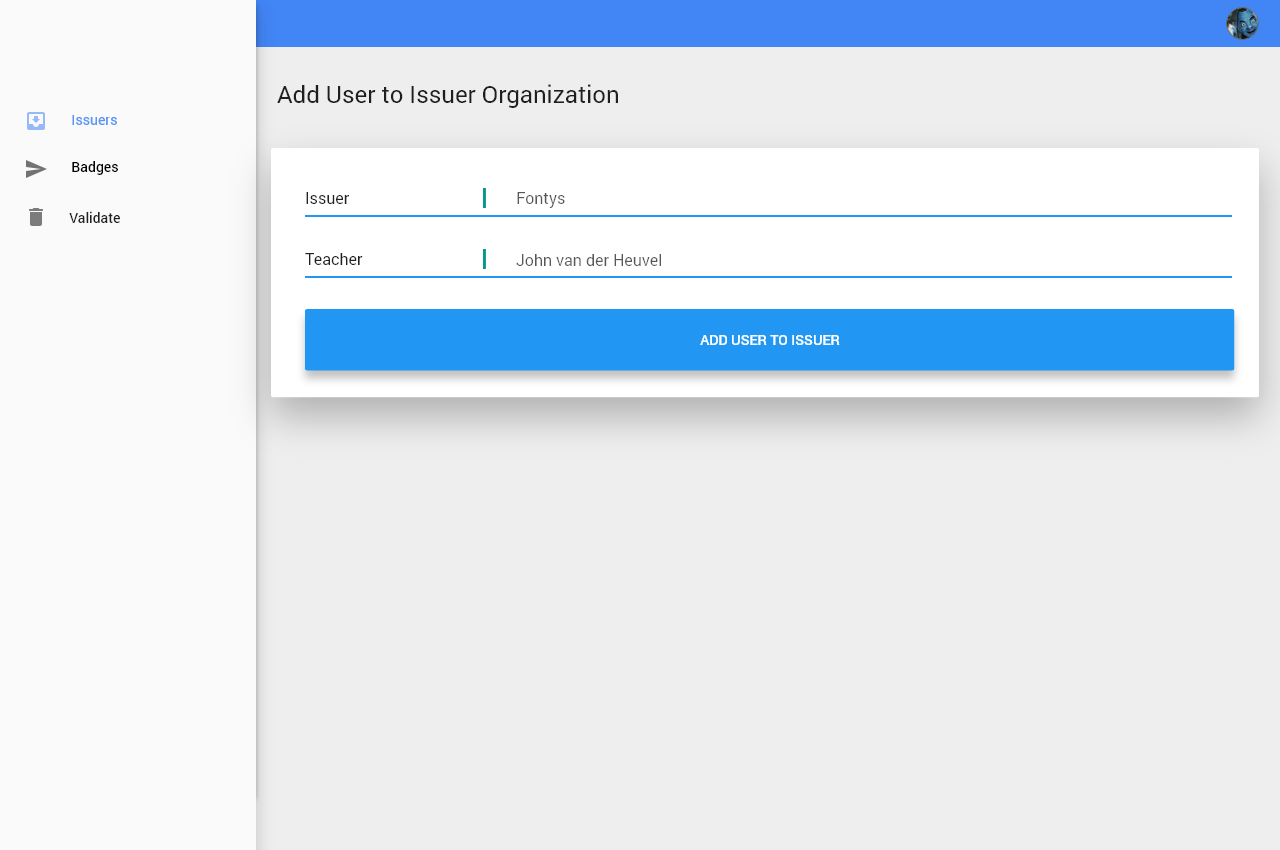 Issuers
Badges
Validate
Add User to Issuer Organization
Issuer Fontys
Teacher John van der Heuvel
ADD USER TO ISSUER